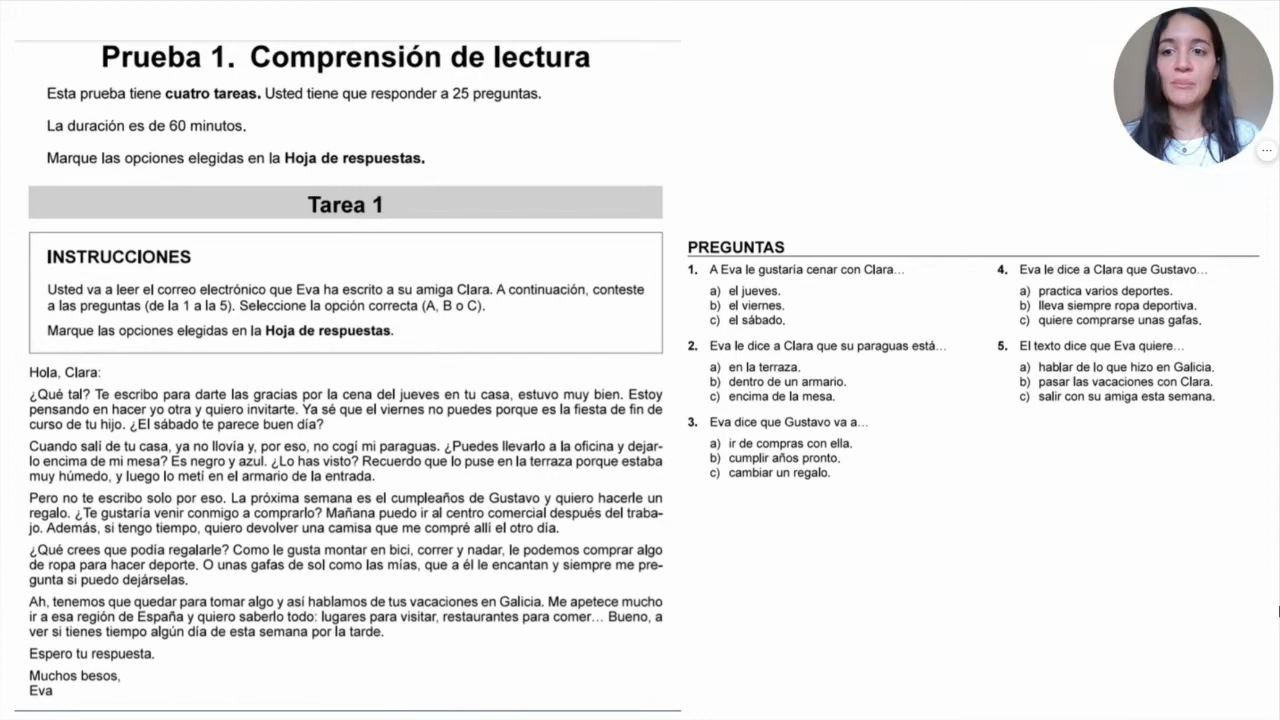 Prueba 1. Comprensión de lectura
Esta prueba tiene cuatro tareas. Usted tiene que responder a 25 preguntas.
La duración es de 60 minutos.
Marque las opciones elegidas en la Hoja de respuestas.
Tarea 1
INSTRUCCIONES
Usted va a leer el correo electrónico que Eva ha escrito a su amiga Clara. A continuación, conteste
a las preguntas (de la 1 a la 5). Seleccione la opción correcta (A, B o C).
Marque las opciones elegidas en la Hoja de respuestas.
Hola, Clara:
¿Qué tal? Te escribo para darte las gracias por la cena del jueves en tu casa, estuvo muy bien. Estoy
pensando en hacer yo otra y quiero invitarte. Ya sé que el viernes no puedes porque es la fiesta de fin de
curso de tu hijo. ¿El sábado te parece buen día?
Cuando salí de tu casa, ya no llovía y, por eso, no cogí mi paraguas. ¿Puedes llevarlo a la oficina y dejar-
lo encima de mi mesa? Es negro y azul. ¿Lo has visto? Recuerdo que lo puse en la terraza porque estaba
muy húmedo, y luego lo metí en el armario de la entrada.
Pero no te escribo solo por eso. La próxima semana es el cumpleaños de Gustavo y quiero hacerle un
regalo. ¿Te gustaría venir conmigo a comprarlo? Mañana puedo ir al centro comercial después del traba-
jo. Además, si tengo tiempo, quiero devolver una camisa que me compré allí el otro día.
¿Qué crees que podía regalarle? Como le gusta montar en bici, correr y nadar, le podemos comprar algo
de ropa para hacer deporte. O unas gafas de sol como las mías, que a él le encantan y siempre me pre-
gunta si puedo dejárselas.
Ah, tenemos que quedar para tomar algo y así hablamos de tus vacaciones en Galicia. Me apetece mucho
ir a esa región de España y quiero saberlo todo: lugares para visitar, restaurantes para comer... Bueno, a
ver si tienes tiempo algún día de esta semana por la tarde.
Espero tu respuesta.
Muchos besos,
Eva
PREGUNTAS
1. A Eva le gustaría cenar con Clara...
a) el jueves.
b) el viernes.
c) el sábado.
2. Eva le dice a Clara que su paraguas está...
a) en la terraza.
b) dentro de un armario.
c) encima de la mesa.
3. Eva dice que Gustavo va a...
a) ir de compras con ella.
b) cumplir años pronto.
c) cambiar un regalo.
4. Eva le dice a Clara que Gustavo...
a) practica varios deportes.
b) lleva siempre ropa deportiva.
c) quiere comprarse unas gafas.
5. El texto dice que Eva quiere...
a) hablar de lo que hizo en Galicia.
b) pasar las vacaciones con Clara.
c) salir con su amiga esta semana.